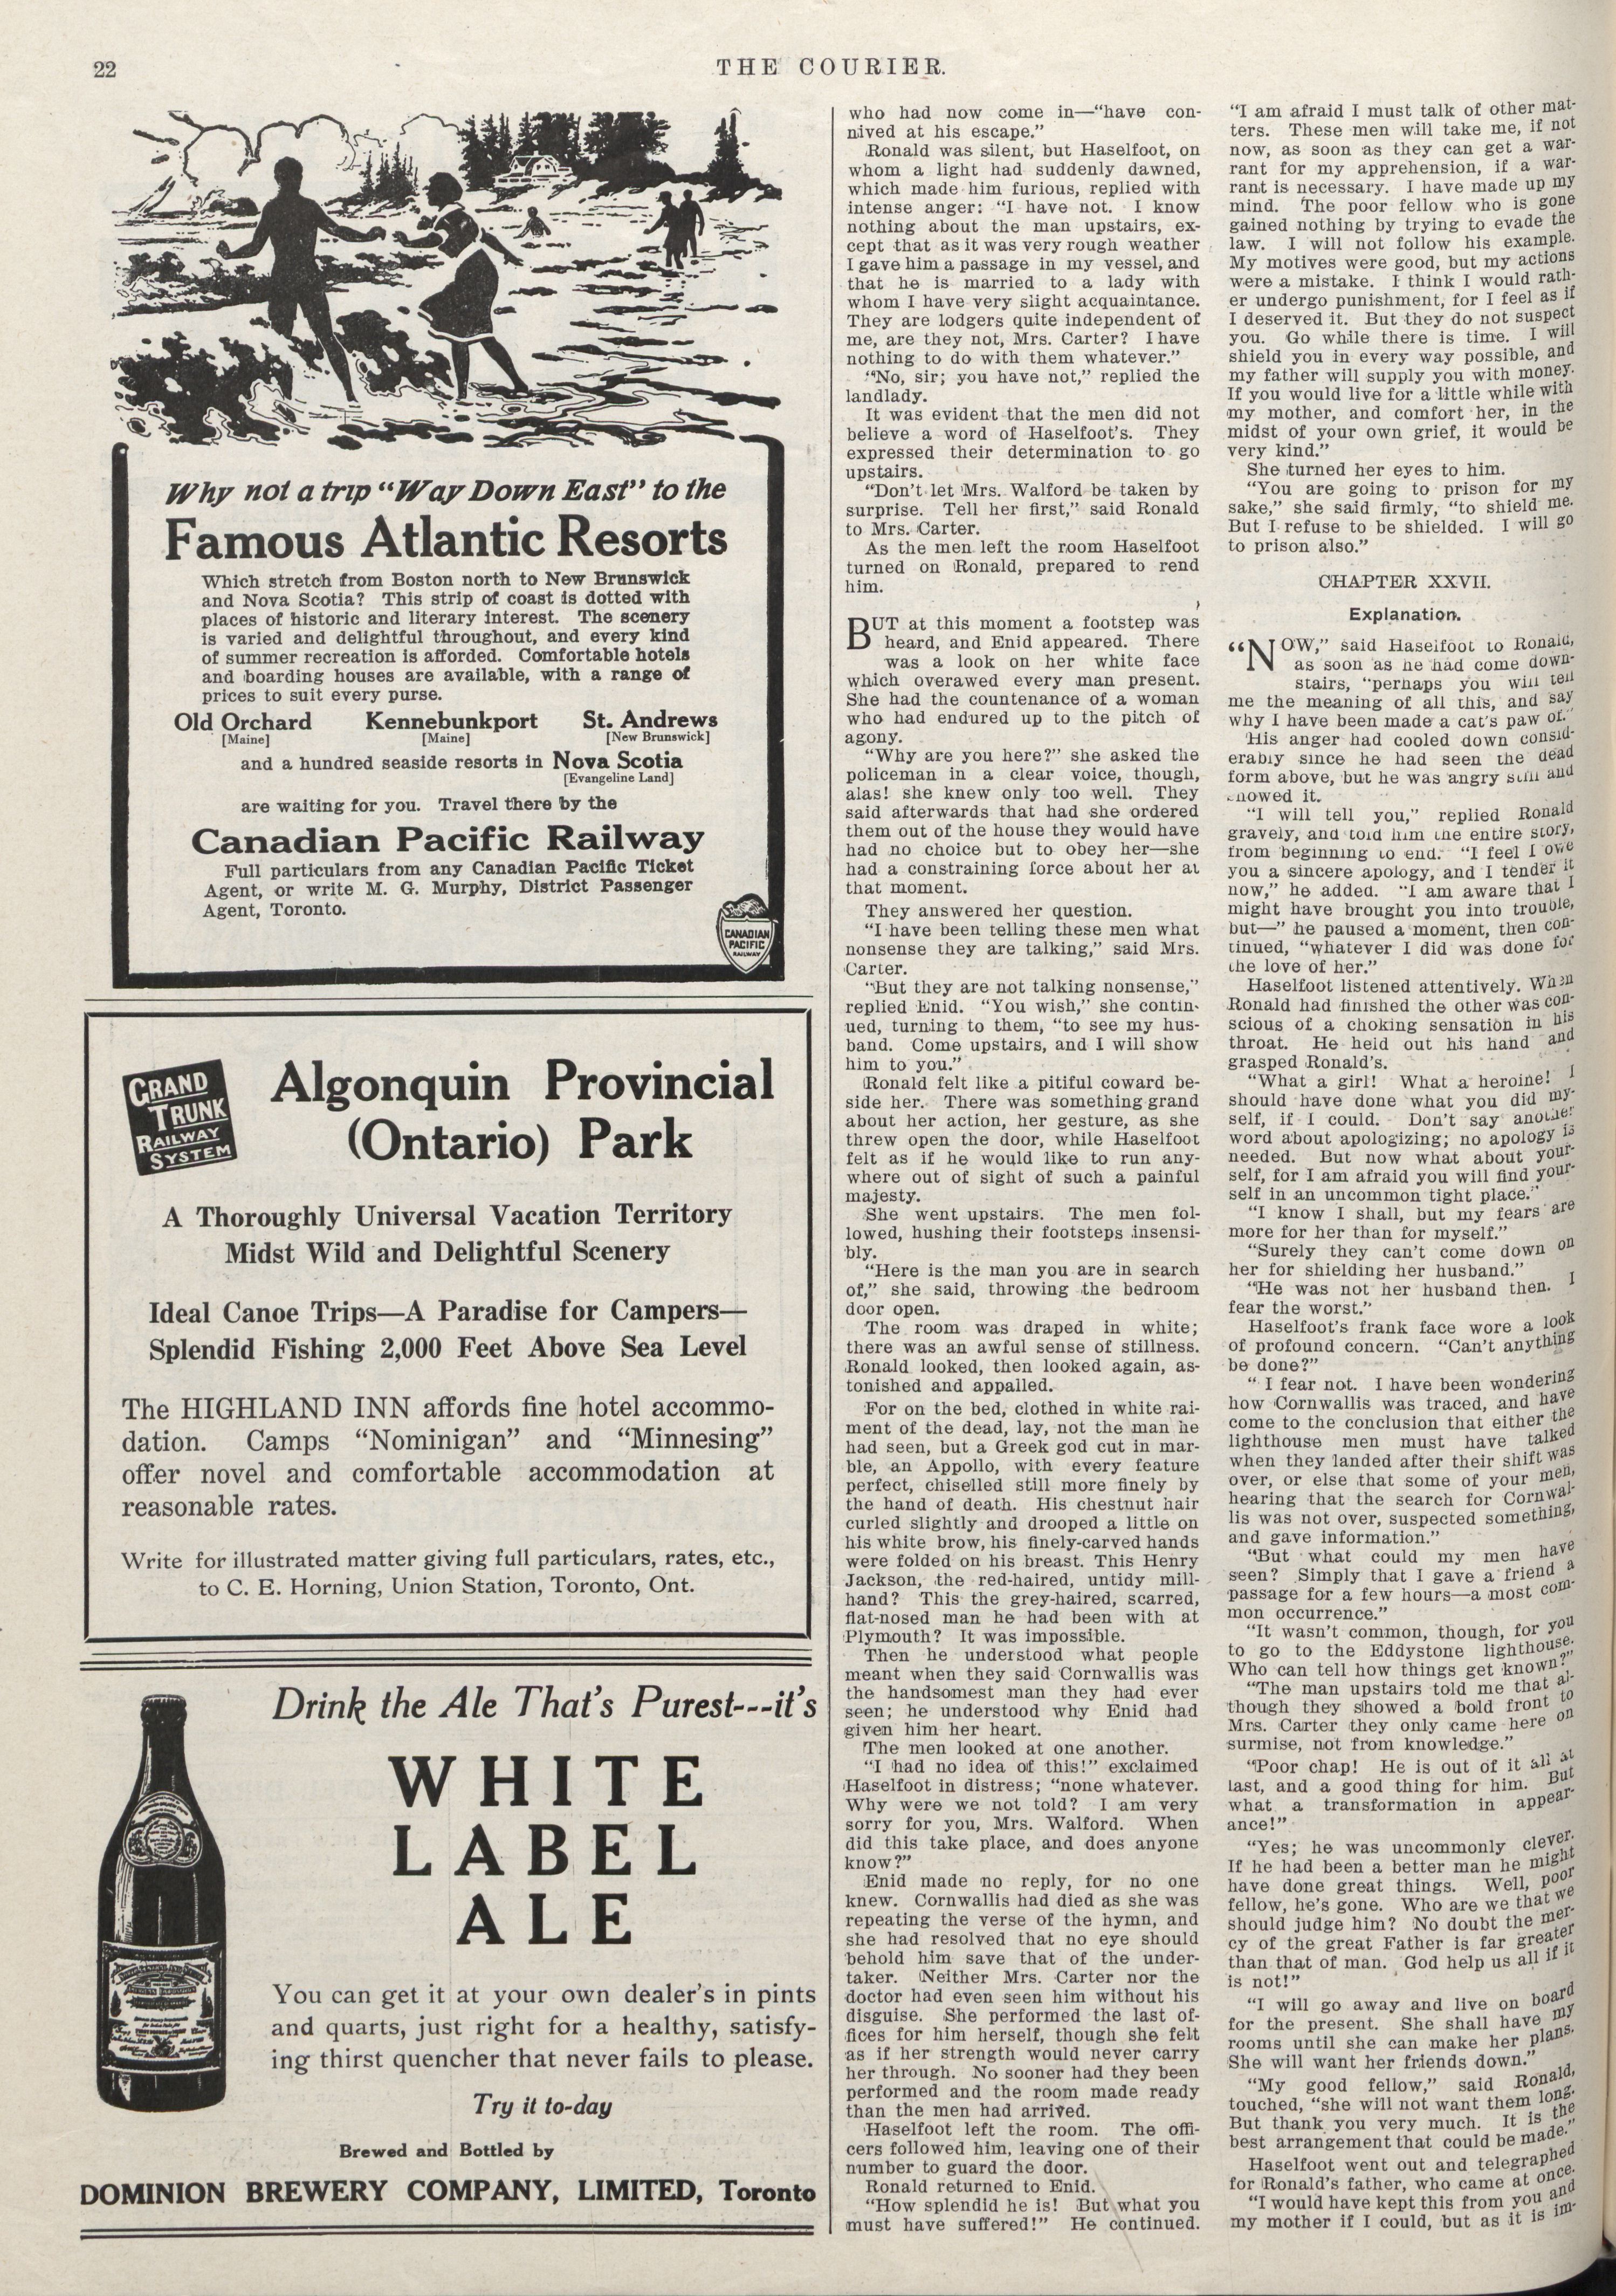 22
THE COURIER.
Why not a trip “Way Down East” to the
Famous Atlantic Resorts
Which stretch from Boston north to New Brunswick
and Nova Scotia? This strip of coast is dotted with
places of historic and literary interest. The scenery
is varied and delightful throughout, and every kind
of summer recreation is afforded. Comfortable hotels
and boarding houses are available, with a range of
prices to suit every purse.
Old Orchard Kennebunkport St. Andrews
[Maine] [Maine] [New Brunswick]
and a hundred seaside resorts in Nova Scotia
[Evangeline Land]
are waiting for you. Travel there by the
Canadian Pacific Railway
Full particulars from any Canadian Pacific Ticket
Agent, or write M. G. Murphy, District Passenger
Agent, Toronto.
CANADIAN
PACIFIC
RAILWAY
GRAND
TRUNK
RAILWAY
SYSTEM
Algonquin Provincial
(Ontario) Park
A Thoroughly Universal Vacation Territory
Midst Wild and Delightful Scenery
Ideal Canoe Trips—A Paradise for Campers—
Splendid Fishing 2,000 Feet Above Sea Level
The HIGHLAND INN affords fine hotel accommo-
dation. Camps “Nominigan” and “Minnesing”
offer novel and comfortable accommodation at
reasonable rates.
Write for illustrated matter giving full particulars, rates, etc.,
to C. E. Horning, Union Station, Toronto, Ont.
Drink the Ale That's Purest---it's
WHITE
LABEL
ALE
You can get it at your own dealer's in pints
and quarts, just right for a healthy, satisfy-
ing thirst quencher that never fails to please.
Try it to-day
Brewed and Bottled by
DOMINION BREWERY COMPANY, LIMITED, Toronto
who had now come in—“have con-
nived at his escape.”
Ronald was silent, but Haselfoot, on
whom a light had suddenly dawned,
which made him furious, replied with
intense anger: “I have not. I know
nothing about the man upstairs, ex-
cept that as it was very rough weather
I gave him a passage in my vessel, and
that he is married to a lady with
whom I have very slight acquaintance.
They are lodgers quite independent of
me, are they not, Mrs. Carter? I have
nothing to do with them whatever.”
“No, sir; you have not,” replied the
landlady.
It was evident that the men did not
believe a word of Haselfoot's. They
expressed their determination to go
upstairs.
“Don't let Mrs. Walford be taken by
surprise. Tell her first,” said Ronald
to Mrs. Carter.
As the men left the room Haselfoot
turned on Ronald, prepared to rend
him.
BUT at this moment a footstep was
heard, and Enid appeared. There
was a look on her white face
which overawed every man present.
She had the countenance of a woman
who had endured up to the pitch of
agony.
“Why are you here?” she asked the
policeman in a clear voice, though,
alas! she knew only too well. They
said afterwards that had she ordered
them out of the house they would have
had no choice but to obey her—she
had a constraining force about her at
that moment.
They answered her question.
“I have been telling these men what
nonsense they are talking,” said Mrs.
Carter.
“But they are not talking nonsense,”
replied Enid. “You wish,” she contin-
ued, turning to them, “to see my hus-
band. Come upstairs, and I will show
him to you.”
Ronald felt like a pitiful coward be-
side her. There was something grand
about her action, her gesture, as she
threw open the door, while Haselfoot
felt as if he would like to run any-
where out of sight of such a painful
majesty.
She went upstairs. The men fol-
lowed, hushing their footsteps insensi-
bly.
“Here is the man you are in search
of,” she said, throwing the bedroom
door open.
The room was draped in white;
there was an awful sense of stillness.
Ronald looked, then looked again, as-
tonished and appalled.
For on the bed, clothed in white rai-
ment of the dead, lay, not the man he
had seen, but a Greek god cut in mar-
ble, an Appollo, with every feature
perfect, chiselled still more finely by
the hand of death. His chestnut hair
curled slightly and drooped a little on
his white brow, his finely-carved hands
were folded on his breast. This Henry
Jackson, the red-haired, untidy mill-
hand? This the grey-haired, scarred,
flat-nosed man he had been with at
Plymouth? It was impossible.
Then he understood what people
meant when they said Cornwallis was
the handsomest man they had ever
seen; he understood why Enid had
given him her heart.
The men looked at one another.
“I had no idea of this!” exclaimed
Haselfoot in distress; “none whatever.
Why were we not told? I am very
sorry for you, Mrs. Walford. When
did this take place, and does anyone
know?”
Enid made no reply, for no one
knew. Cornwallis had died as she was
repeating the verse of the hymn, and
she had resolved that no eye should
behold him save that of the under-
taker. Neither Mrs. Carter nor the
doctor had even seen him without his
disguise. She performed the last of-
fices for him herself, though she felt
as if her strength would never carry
her through. No sooner had they been
performed and the room made ready
than the men had arrived.
Haselfoot left the room. The offi-
cers followed him, leaving one of their
number to guard the door.
Ronald returned to Enid.
“How splendid he is! But what you
must have suffered!” He continued.
“I am afraid I must talk of other mat-
ters. These men will take me, if not
now, as soon as they can get a war-
rant for my apprehension, if a war-
rant is necessary. I have made up my
mind. The poor fellow who is gone
gained nothing by trying to evade the
law. I will not follow his example.
My motives were good, but my actions
were a mistake. I think I would rath-
er undergo punishment, for I feel as if
I deserved it. But they do not suspect
you. Go while there is time. I will
shield you in every way possible, and
my father will supply you with money.
If you would live for a little while with
my mother, and comfort her, in the
midst of your own grief, it would be
very kind.”
She turned her eyes to him.
“You are going to prison for my
sake,” she said firmly, “to shield me.
But I refuse to be shielded. I will go
to prison also.”
CHAPTER XXVII.
Explanation.
“NOW,” said Haselfoot to Ronald,
as soon as he had come down-
stairs, “perhaps you will tell
me the meaning of all this, and say
why I have been made a cat's paw of.”
His anger had cooled down consid-
erably since he had seen the dead
form above, but he was angry still and
showed it.
“I will tell you,” replied Ronald
gravely, and told him the entire story,
from beginning to end. “I feel I owe
you a sincere apology, and I tender it
now,” he added. “I am aware that I
might have brought you into trouble,
but—” he paused a moment, then con-
tinued, “whatever I did was done for
the love of her.”
Haselfoot listened attentively. When
Ronald had finished the other was con-
scious of a choking sensation in his
throat. He held out his hand and
grasped Ronald's.
“What a girl! What a heroine! I
should have done what you did my-
self, if I could. Don't say another
word about apologizing; no apology is
needed. But now what about your-
self, for I am afraid you will find your-
self in an uncommon tight place.”
“I know I shall, but my fears are
more for her than for myself.”
“Surely they can't come down on
her for shielding her husband.”
“He was not her husband then. I
fear the worst.”
Haselfoot's frank face wore a look
of profound concern. “Can't anything
be done?”
“ I fear not. I have been wondering
how Cornwallis was traced, and have
come to the conclusion that either the
lighthouse men must have talked
when they landed after their shift was
over, or else that some of your men,
hearing that the search for Cornwal-
lis was not over, suspected something,
and gave information.”
“But what could my men have
seen? Simply that I gave a friend a
passage for a few hours—a most com-
mon occurrence.”
“It wasn't common, though, for you
to go to the Eddystone lighthouse.
Who can tell how things get known?”
“The man upstairs told me that al-
though they showed a bold front to
Mrs. Carter they only came here on
surmise, not from knowledge.”
“Poor chap! He is out of it all at
last, and a good thing for him. But
what a transformation in appear-
ance!”
“Yes; he was uncommonly clever.
If he had been a better man he might
have done great things. Well, poor
fellow, he's gone. Who are we that we
should judge him? No doubt the mer-
cy of the great Father is far greater
than that of man. God help us all if it
is not!”
“I will go away and live on board
for the present. She shall have my
rooms until she can make her plans.
She will want her friends down.”
“My good fellow,” said Ronald,
touched, “she will not want them long.
But thank you very much. It is the
best arrangement that could be made.”
Haselfoot went out and telegraphed
for Ronald's father, who came at once.
“I would have kept this from you and
my mother if I could, but as it is im-